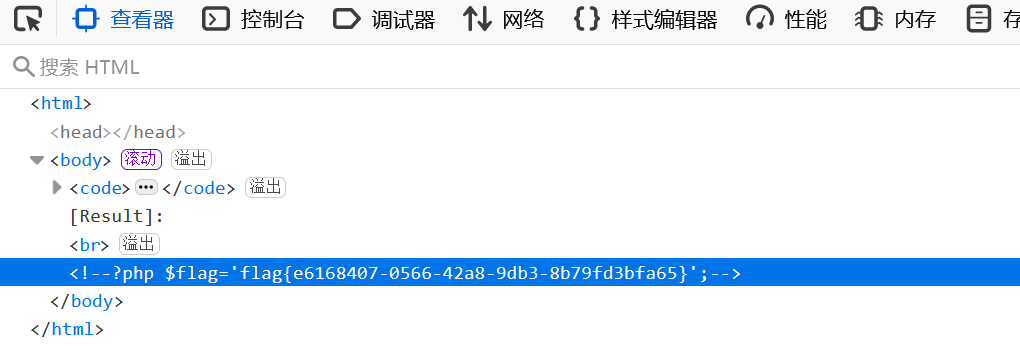 查看器 控制台 调试器 网络 样式编辑器 性能 内存 存
搜索 HTML
<html>
<head></head>
<body> 滚动 溢出
<code>•••</code> 溢出
[Result]:
<br> 溢出
<!--?php $flag='flag{e6168407-0566-42a8-9db3-8b79fd3bfa65}';-->
</body>
</html>